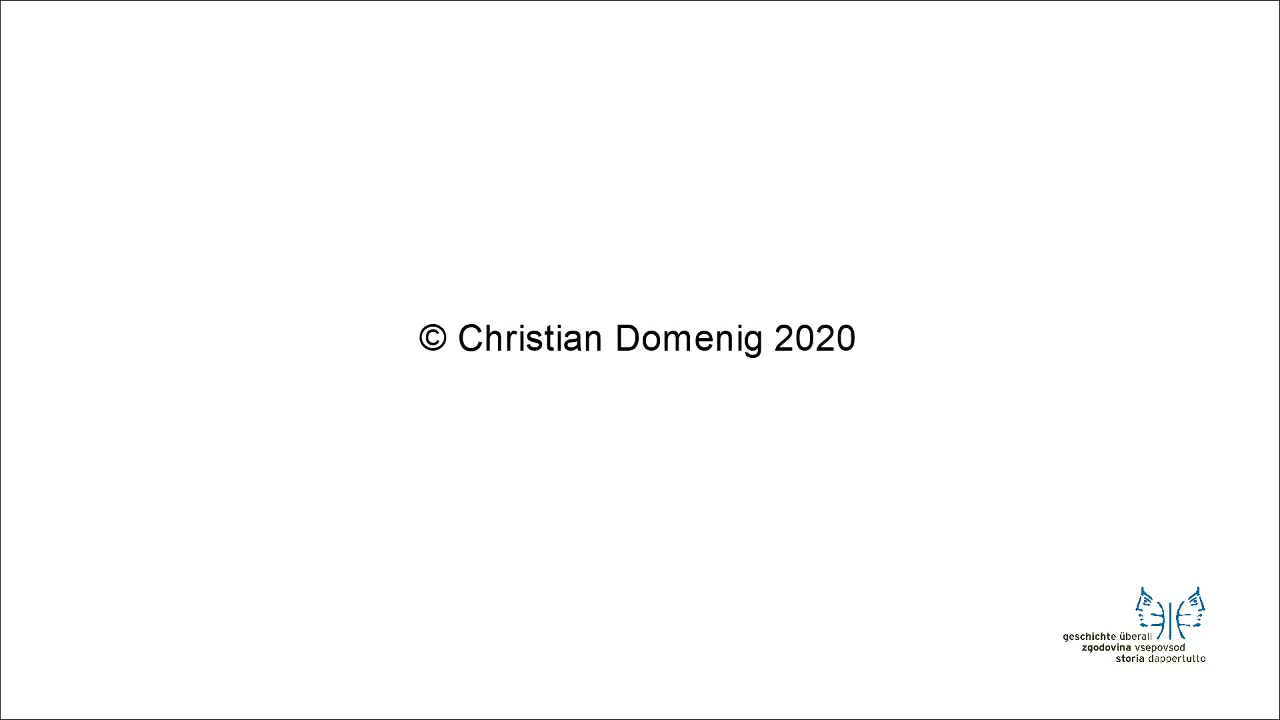 © Christian Domenig 2020
geschichte überall
zgodovina vsepovsod
storia dappertutto